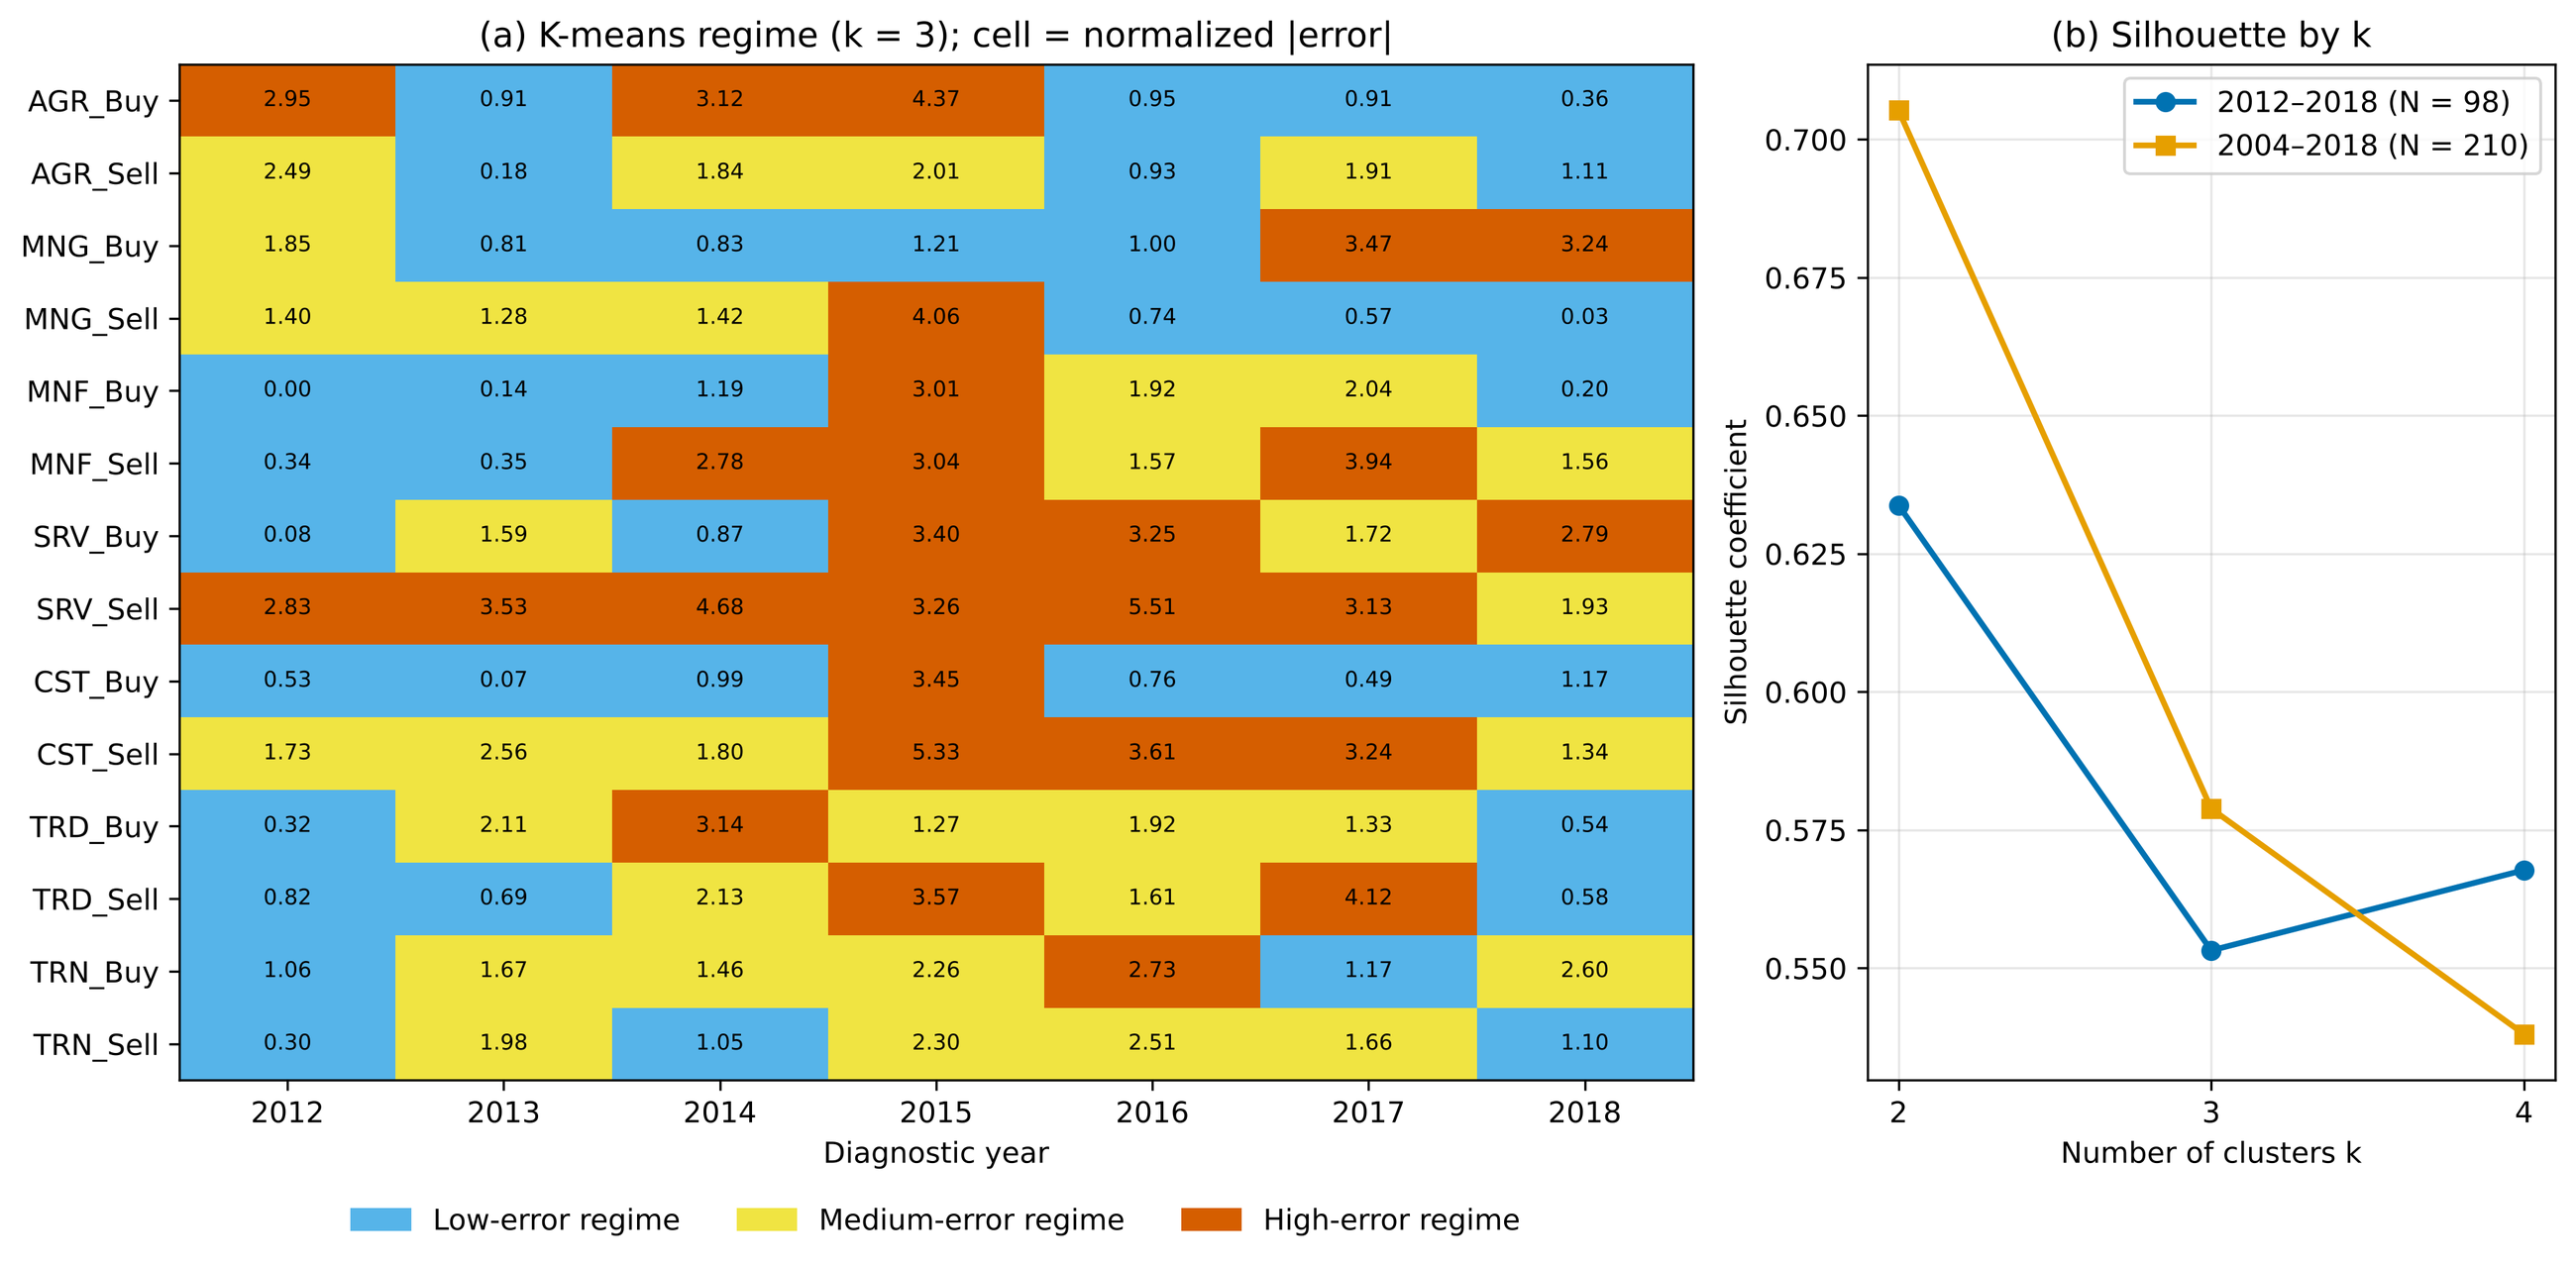 (a) K-means regime (k = 3); cell = normalized |error|
AGR_Buy 2.95 0.91 3.12 4.37 0.95 0.91 0.36
AGR_Sell 2.49 0.18 1.84 2.01 0.93 1.91 1.11
MNG_Buy 1.85 0.81 0.83 1.21 1.00 3.47 3.24
MNG_Sell 1.40 1.28 1.42 4.06 0.74 0.57 0.03
MNF_Buy 0.00 0.14 1.19 3.01 1.92 2.04 0.20
MNF_Sell 0.34 0.35 2.78 3.04 1.57 3.94 1.56
SRV_Buy 0.08 1.59 0.87 3.40 3.25 1.72 2.79
SRV_Sell 2.83 3.53 4.68 3.26 5.51 3.13 1.93
CST_Buy 0.53 0.07 0.99 3.45 0.76 0.49 1.17
CST_Sell 1.73 2.56 1.80 5.33 3.61 3.24 1.34
TRD_Buy 0.32 2.11 3.14 1.27 1.92 1.33 0.54
TRD_Sell 0.82 0.69 2.13 3.57 1.61 4.12 0.58
TRN_Buy 1.06 1.67 1.46 2.26 2.73 1.17 2.60
TRN_Sell 0.30 1.98 1.05 2.30 2.51 1.66 1.10
2012 2013 2014 2015 2016 2017 2018
Diagnostic year
Low-error regime Medium-error regime High-error regime
(b) Silhouette by k
2012–2018 (N = 98)
2004–2018 (N = 210)
Silhouette coefficient
0.700
0.675
0.650
0.625
0.600
0.575
0.550
2 3 4
Number of clusters k